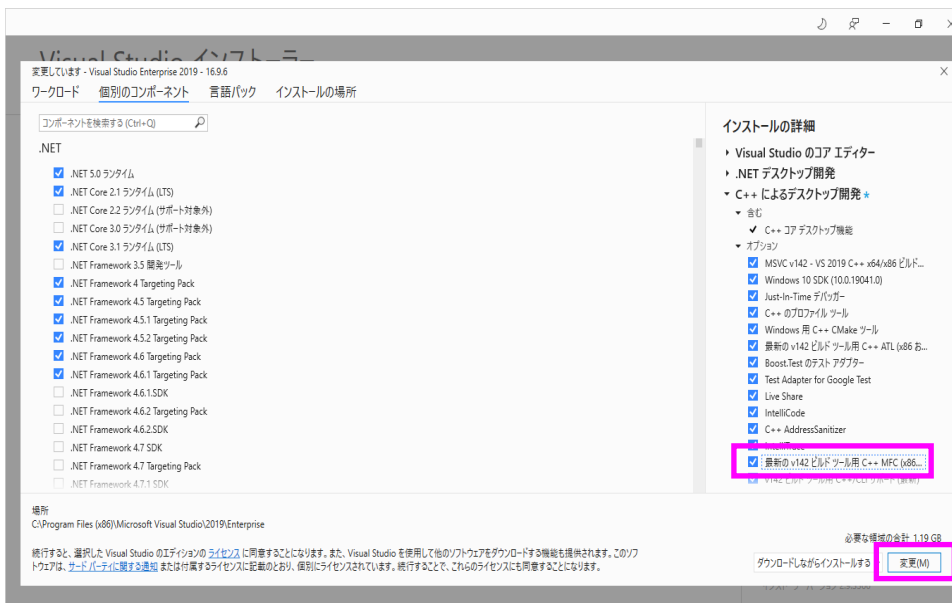 Visual Studio インストーラー
変更しています - Visual Studio Enterprise 2019 - 16.9.6
ワークロード 個別のコンポーネント 言語パック インストールの場所
コンポーネントを検索する (Ctrl+Q)
.NET
.NET 5.0 ランタイム
.NET Core 2.1 ランタイム (LTS)
.NET Core 2.2 ランタイム (サポート対象外)
.NET Core 3.0 ランタイム (サポート対象外)
.NET Core 3.1 ランタイム (LTS)
.NET Framework 3.5 開発ツール
.NET Framework 4 Targeting Pack
.NET Framework 4.5 Targeting Pack
.NET Framework 4.5.1 Targeting Pack
.NET Framework 4.5.2 Targeting Pack
.NET Framework 4.6 Targeting Pack
.NET Framework 4.6.1 Targeting Pack
.NET Framework 4.6.1.SDK
.NET Framework 4.6.2 Targeting Pack
.NET Framework 4.6.2.SDK
.NET Framework 4.7 SDK
.NET Framework 4.7 Targeting Pack
.NET Framework 4.7.1 SDK
インストールの詳細
Visual Studio のコア エディター
.NET デスクトップ開発
C++ によるデスクトップ開発 *
含む
C++ コア デスクトップ機能
オプション
MSVC v142 - VS 2019 C++ x64/x86 ビルド...
Windows 10 SDK (10.0.19041.0)
Just-In-Time デバッガー
C++ のプロファイル ツール
Windows 用 C++ CMake ツール
最新の v142 ビルド ツール用 C++ ATL (x86 お...
Boost.Test のテスト アダプター
Test Adapter for Google Test
Live Share
IntelliCode
C++ AddressSanitizer
IntelliTrace
最新の v142 ビルド ツール用 C++ MFC (x86...
v142 ビルド ツール用 C++/CLI サポート (最新)
場所
C:\Program Files (x86)\Microsoft Visual Studio\2019\Enterprise
続行すると、選択した Visual Studio のエディションの ライセンス に同意することになります。また、Visual Studio を使用して他のソフトウェアをダウンロードする機能も提供されます。このソフ
トウェアは、サード パーティに関する通知 または付属するライセンスに記載のとおり、個別にライセンスされています。続行することで、これらのライセンスにも同意することになります。
必要な領域の合計 1.19 GB
ダウンロードしながらインストールする
変更(M)